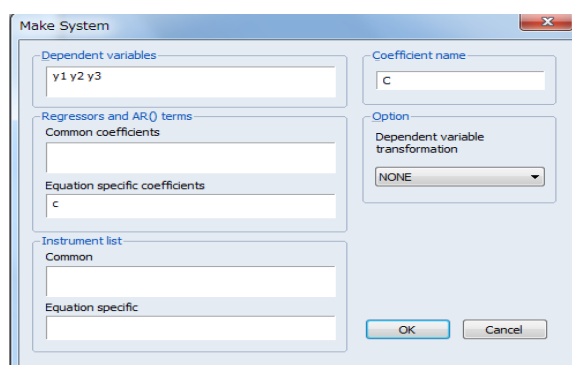 Make System
Dependent variables
y1 y2 y3
Regressors and AR() terms
Common coefficients
Equation specific coefficients
c
Instrument list
Common
Equation specific
Coefficient name
C
Option
Dependent variable
transformation
NONE
OK
Cancel